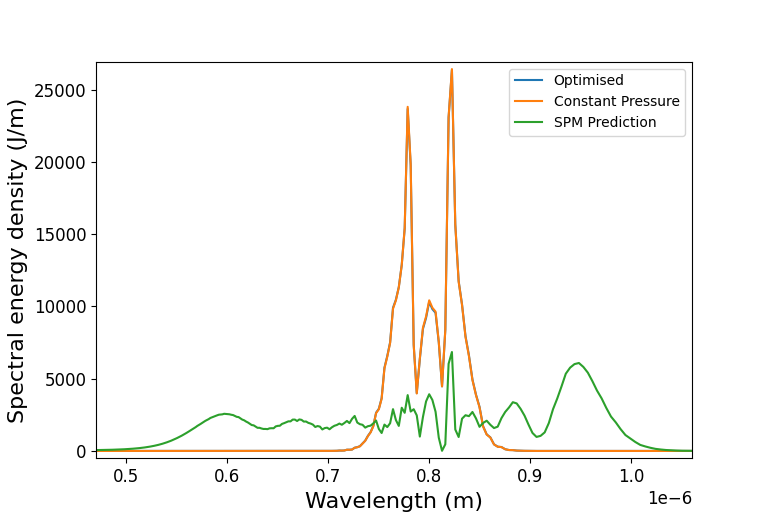 Optimised
Constant Pressure
SPM Prediction
Spectral energy density (J/m)
25000
20000
15000
10000
5000
0
0.5 0.6 0.7 0.8 0.9 1.0
1e−6
Wavelength (m)